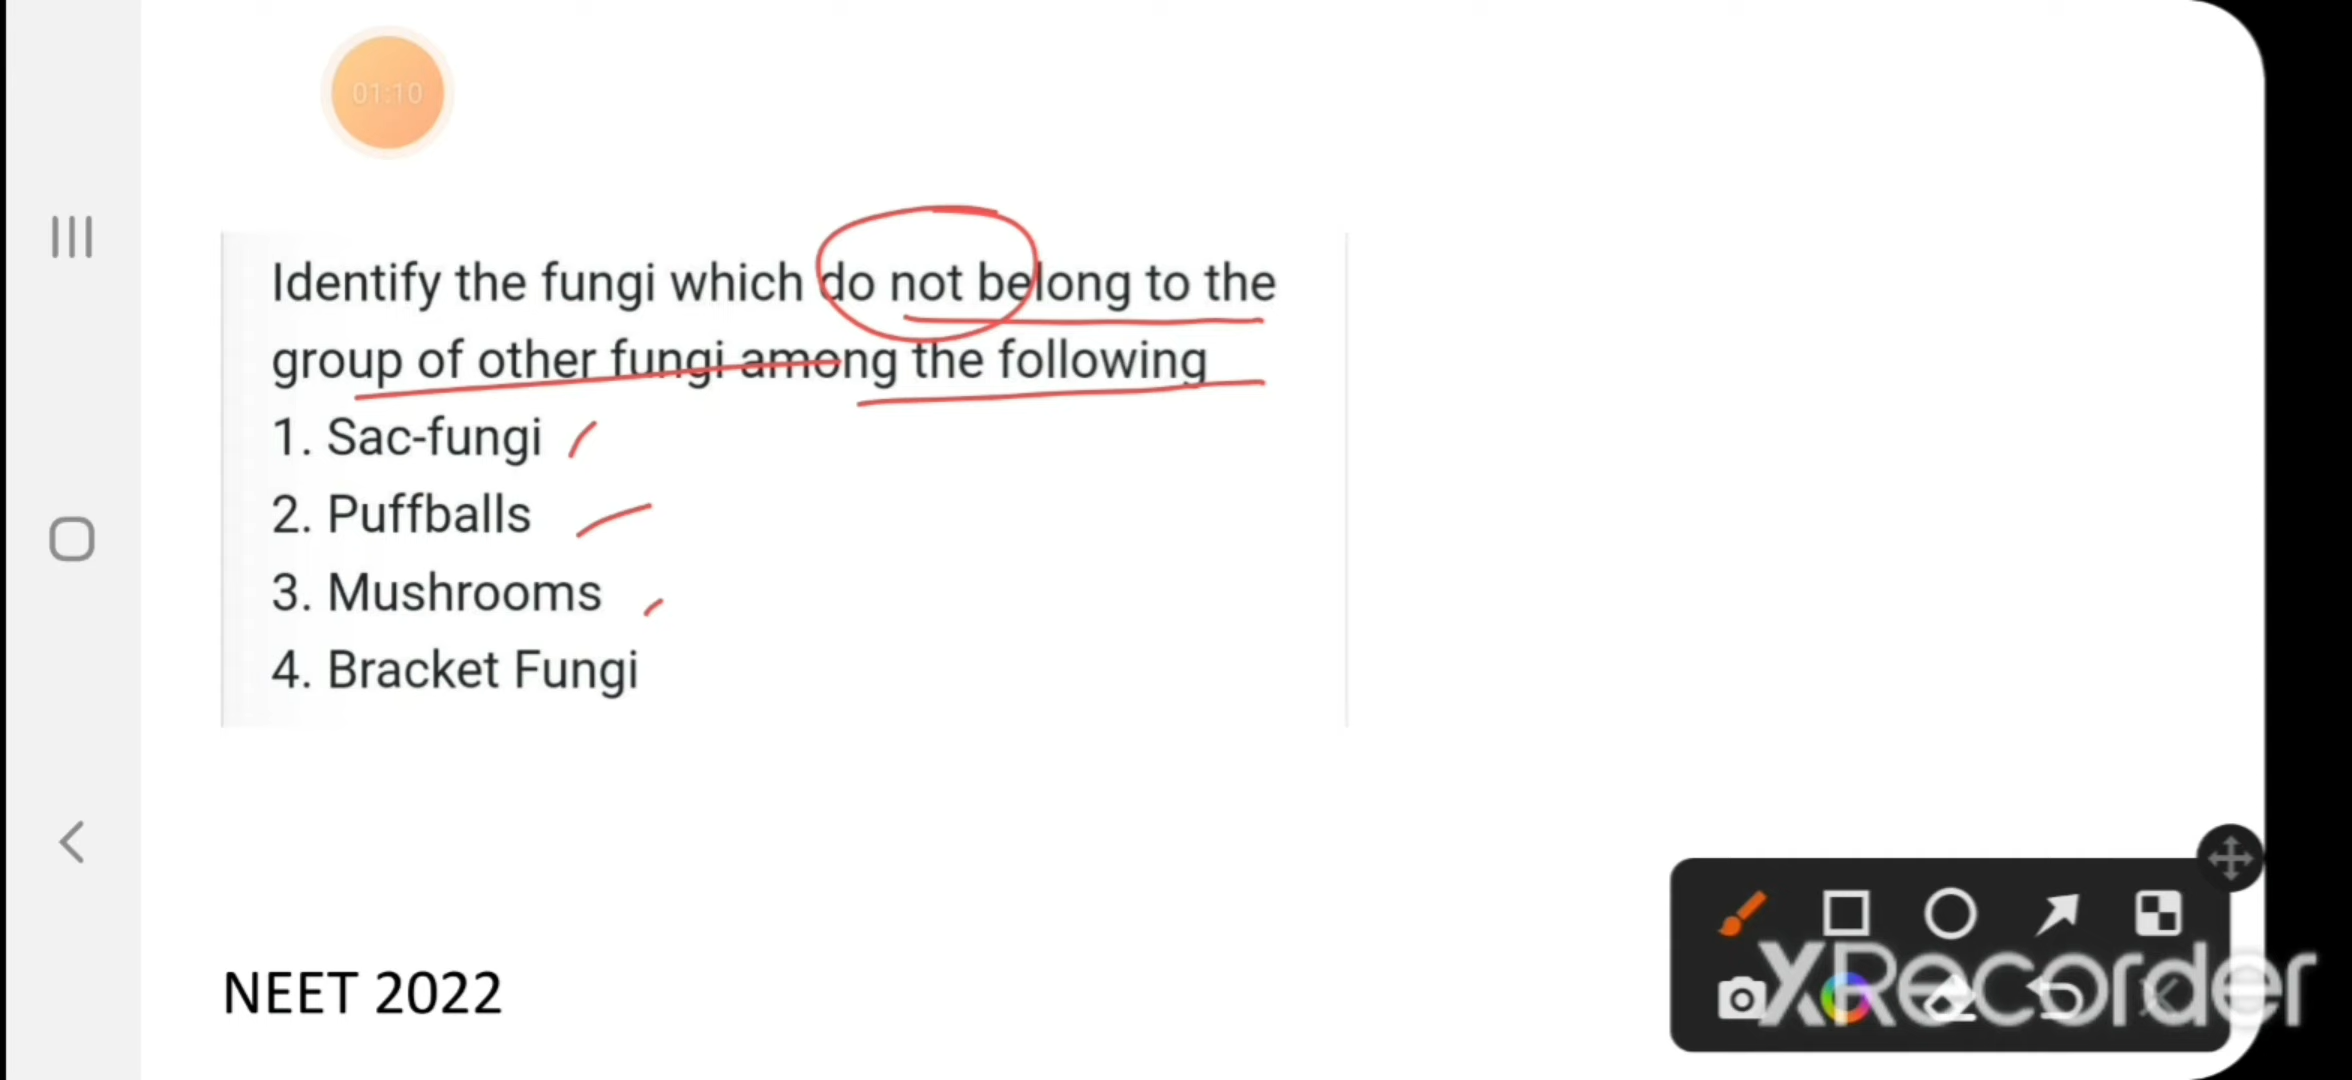 01:10
Identify the fungi which do not belong to the
group of other fungi among the following
1. Sac-fungi
2. Puffballs
3. Mushrooms
4. Bracket Fungi
NEET 2022
XRecorder